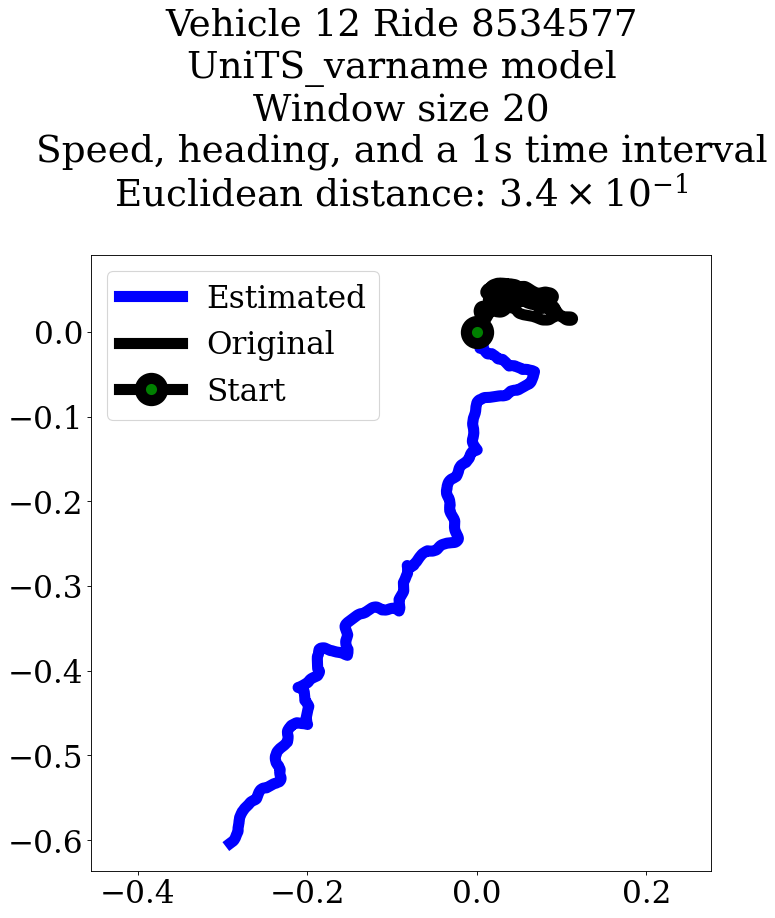 Vehicle 12 Ride 8534577
UniTS_varname model
Window size 20
Speed, heading, and a 1s time interval
Euclidean distance: 3.4 × 10⁻¹
Estimated
Original
Start
0.0
−0.1
−0.2
−0.3
−0.4
−0.5
−0.6
−0.4 −0.2 0.0 0.2